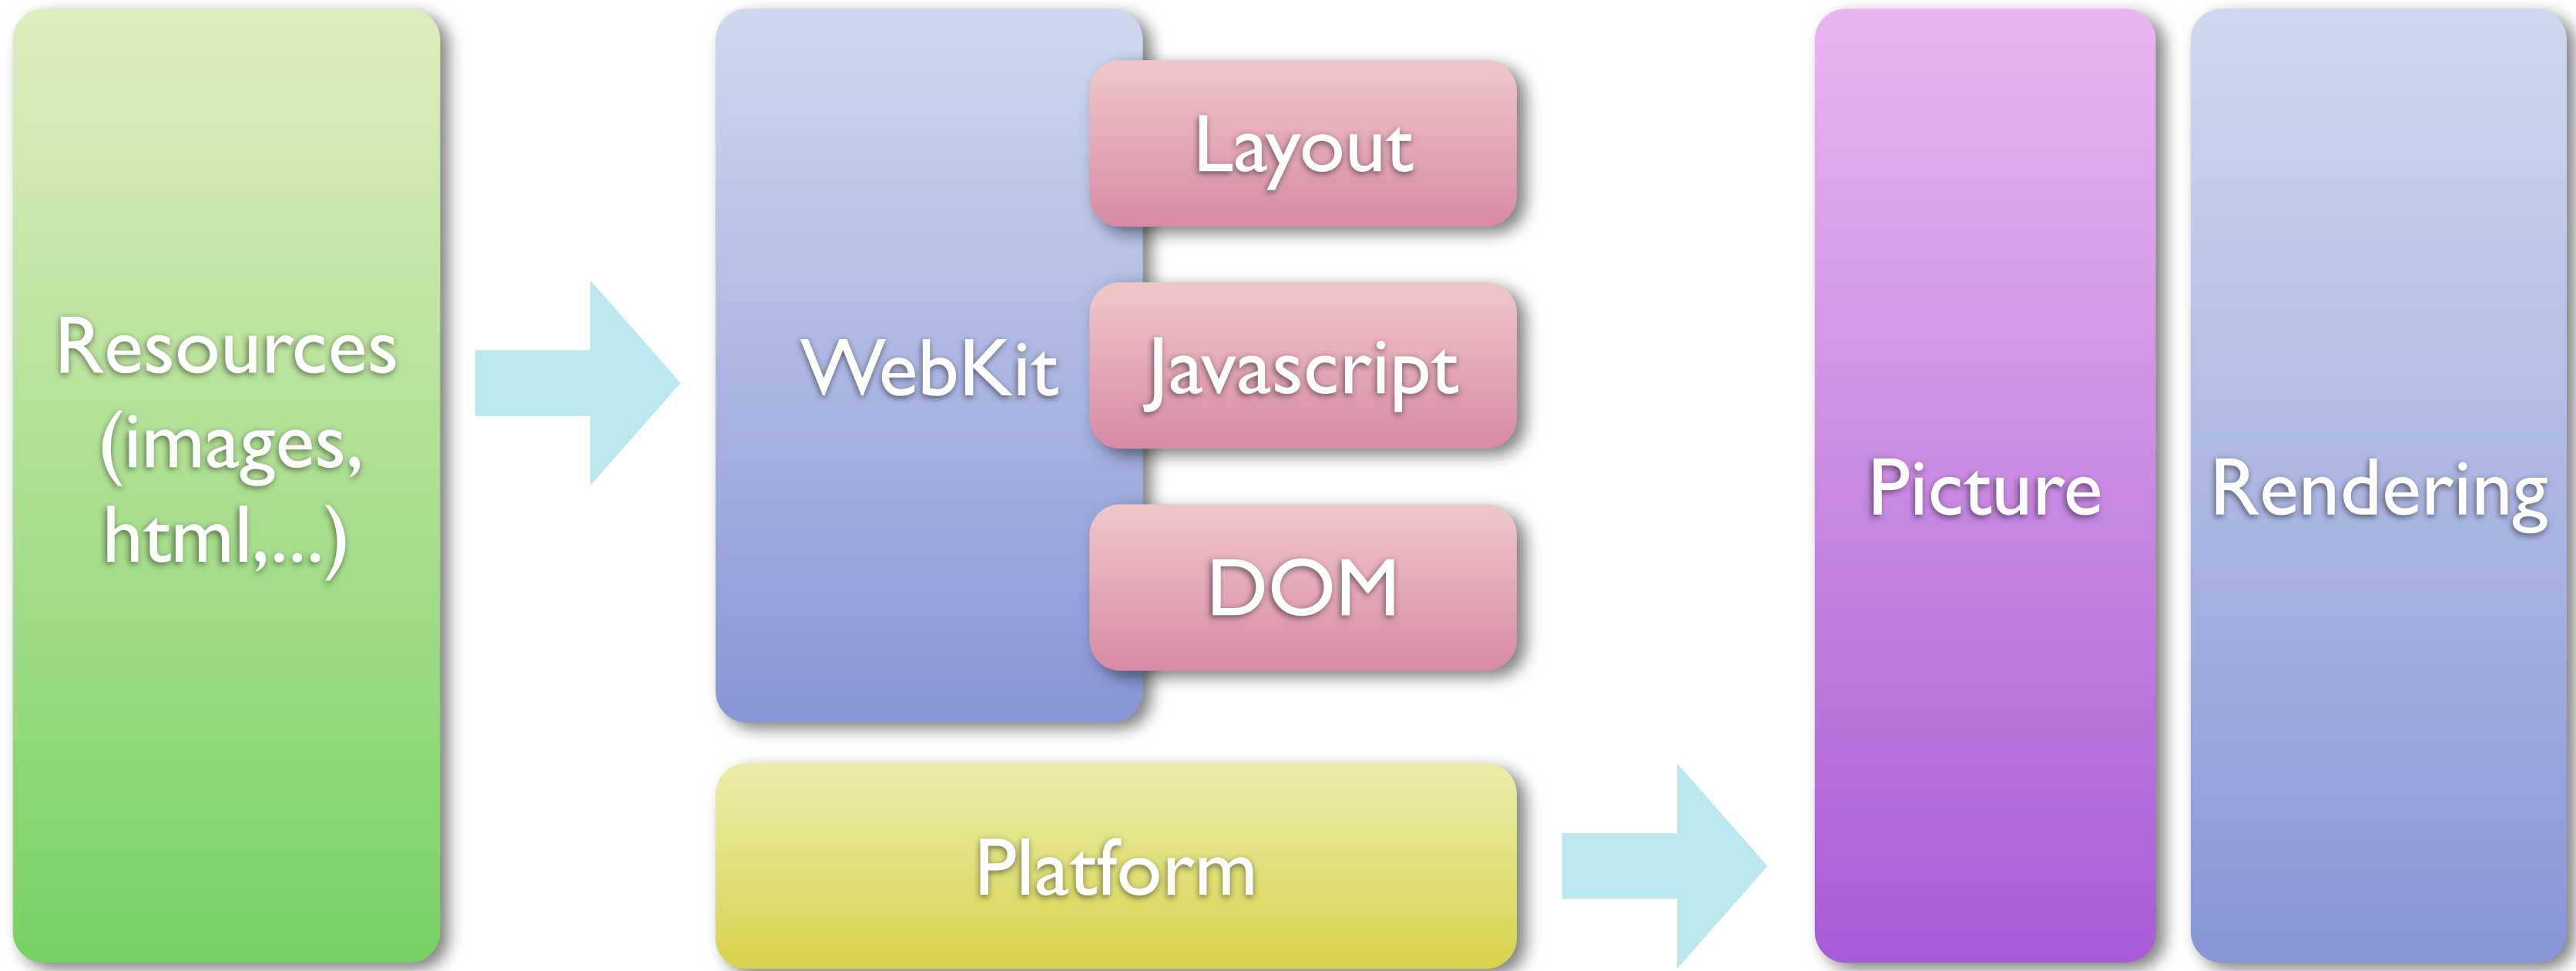 Resources
(images,
html,...)
WebKit
Layout
Javascript
DOM
Platform
Picture
Rendering